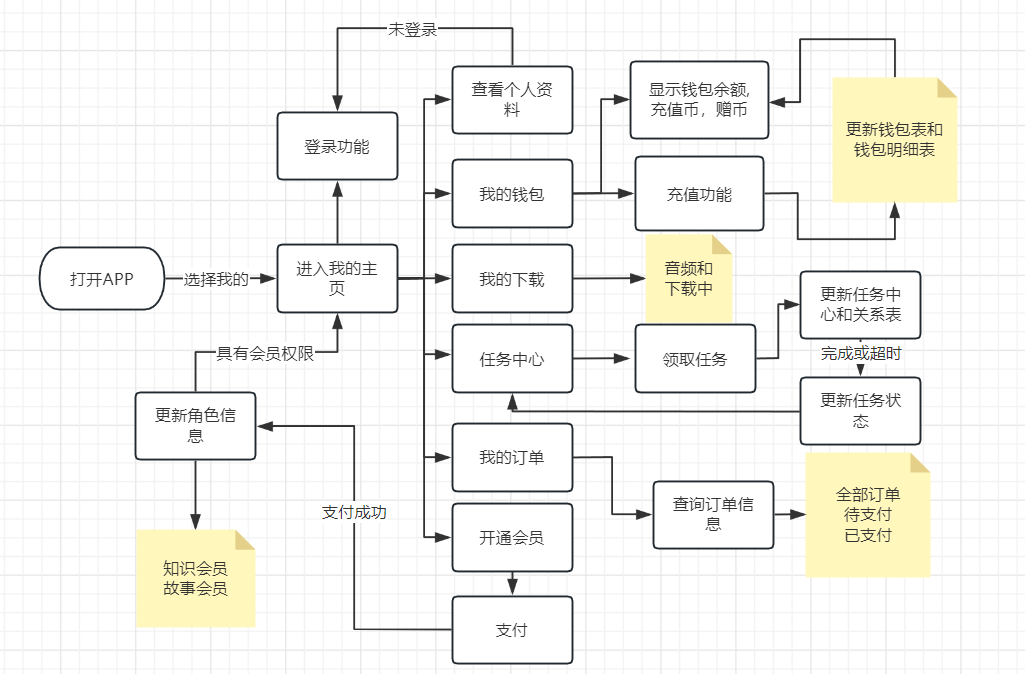 未登录
查看个人资
料
显示钱包余额,
充值币，赠币
更新钱包表和
钱包明细表
登录功能
我的钱包
充值功能
打开APP
选择我的
进入我的主
页
我的下载
音频和
下载中
更新任务中
心和关系表
具有会员权限
任务中心
领取任务
完成或超时
更新角色信
息
更新任务状
态
我的订单
支付成功
查询订单信
息
全部订单
待支付
已支付
开通会员
知识会员
故事会员
支付